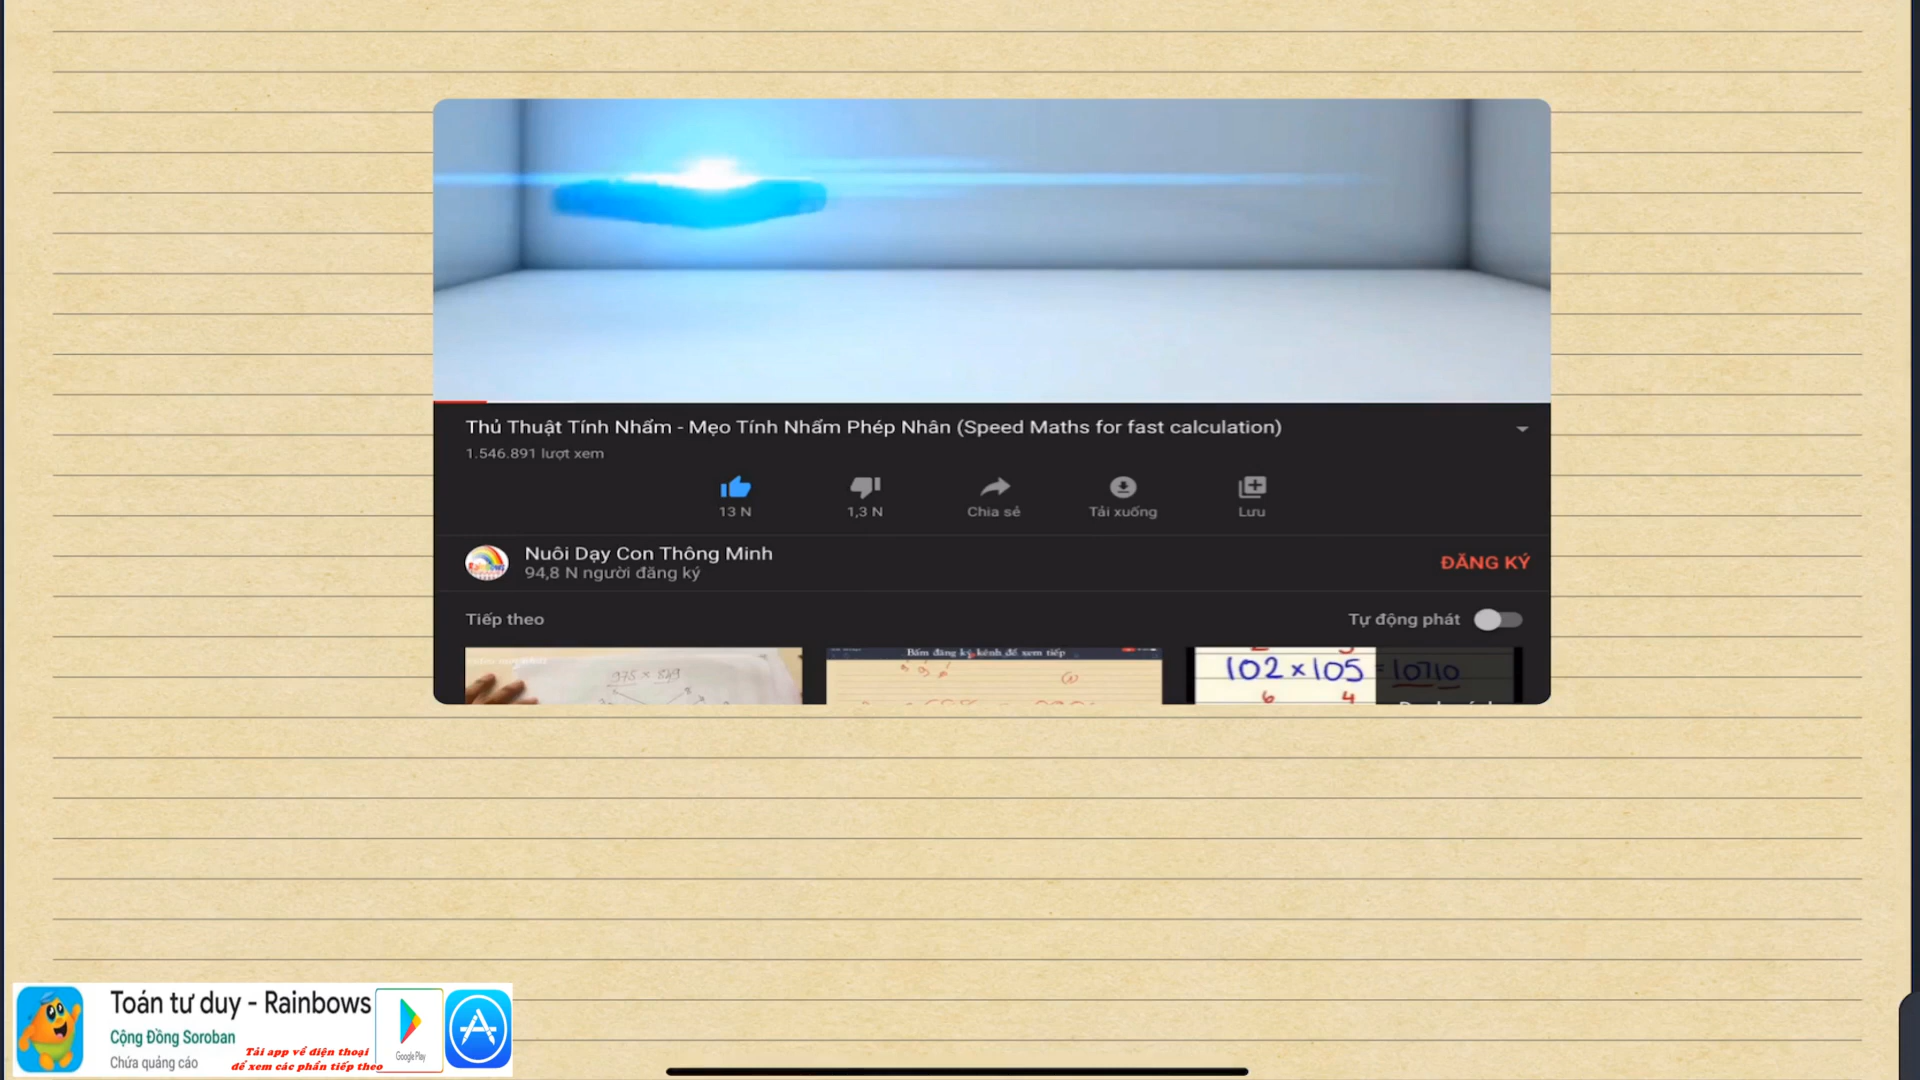 Thủ Thuật Tính Nhẩm - Mẹo Tính Nhẩm Phép Nhân (Speed Maths for fast calculation)
1.546.891 lượt xem
13 N
1,3 N
Chia sẻ
Tải xuống
Lưu
Nuôi Dạy Con Thông Minh
94,8 N người đăng ký
ĐĂNG KÝ
Tiếp theo
Tự động phát
975 × 849
Bấm đăng ký kênh để xem tiếp
102 x 105 = 10710
6 4
Toán tư duy - Rainbows
Cộng Đồng Soroban
Chứa quảng cáo
Tải app về điện thoại
để xem các phần tiếp theo
Google Play